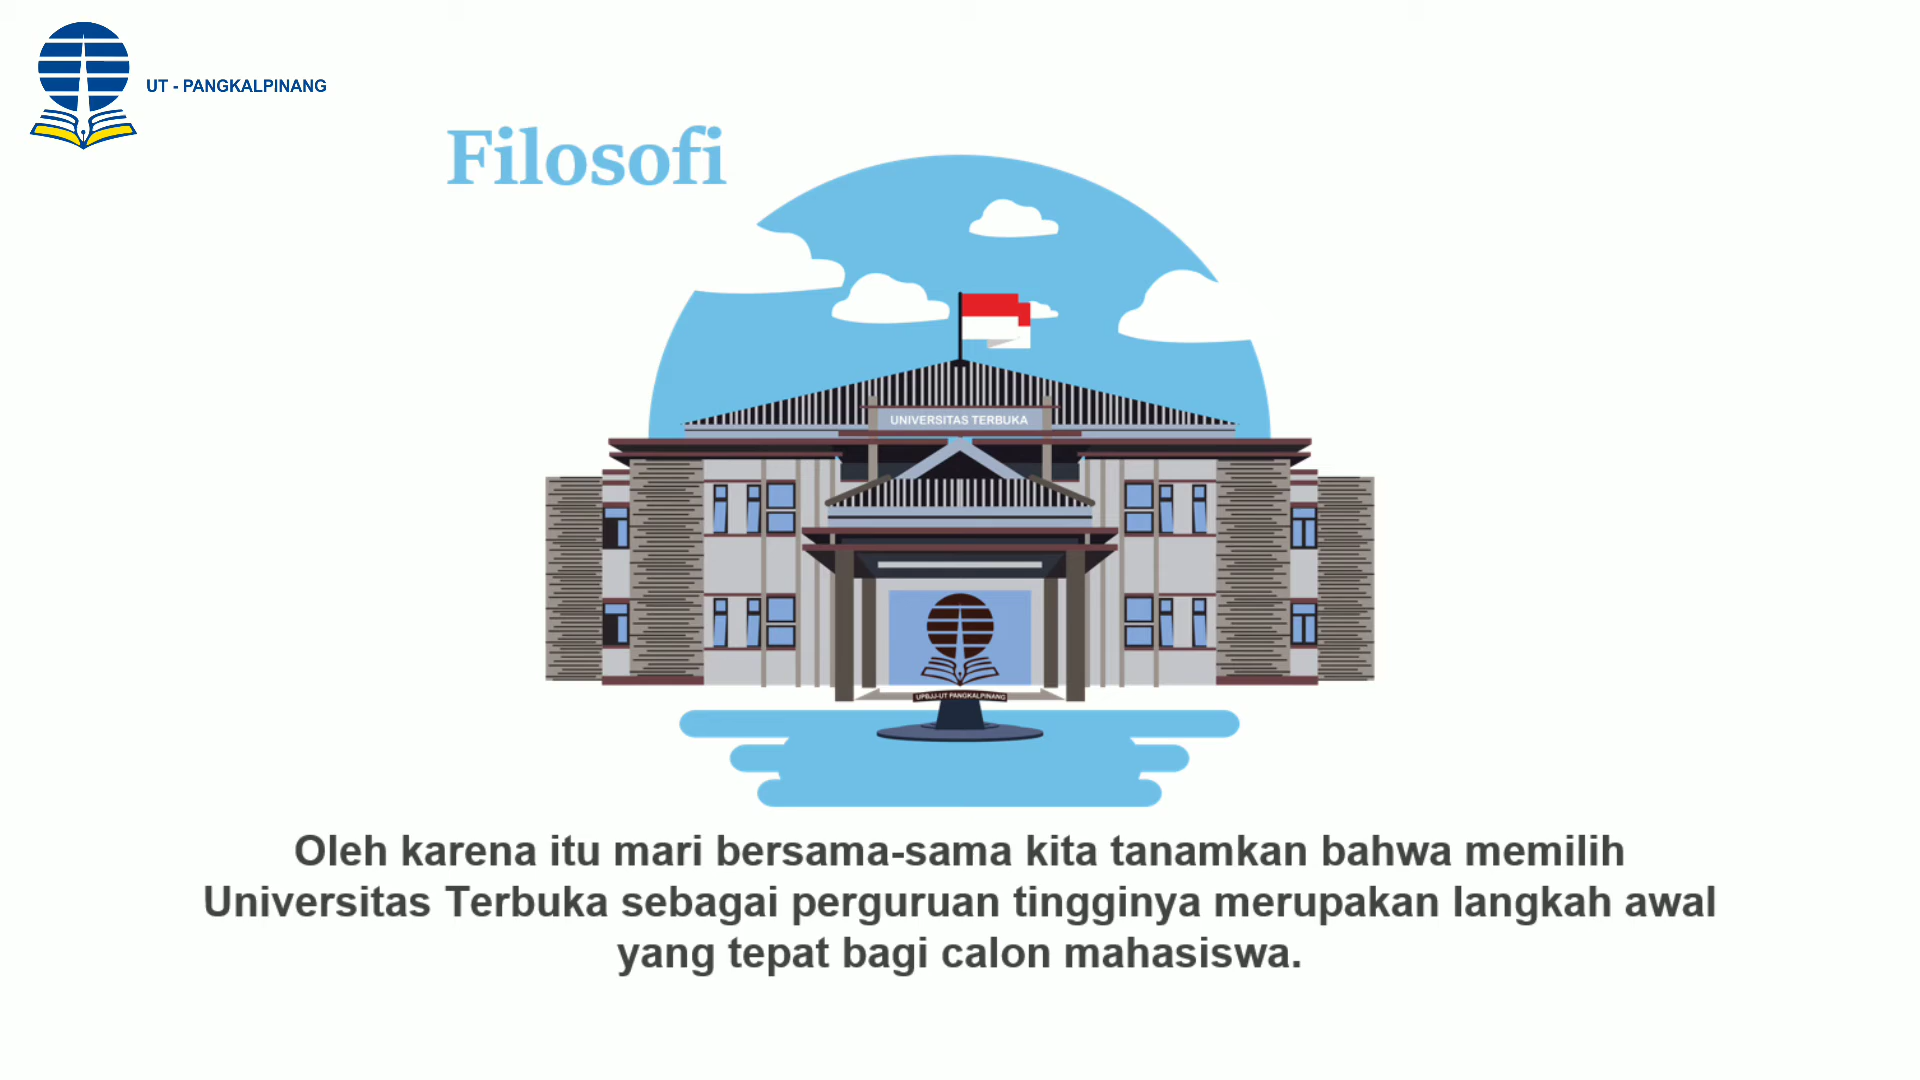 UT - PANGKALPINANG
Filosofi
UNIVERSITAS TERBUKA
UPBJJ-UT PANGKALPINANG
Oleh karena itu mari bersama-sama kita tanamkan bahwa memilih
Universitas Terbuka sebagai perguruan tingginya merupakan langkah awal
yang tepat bagi calon mahasiswa.